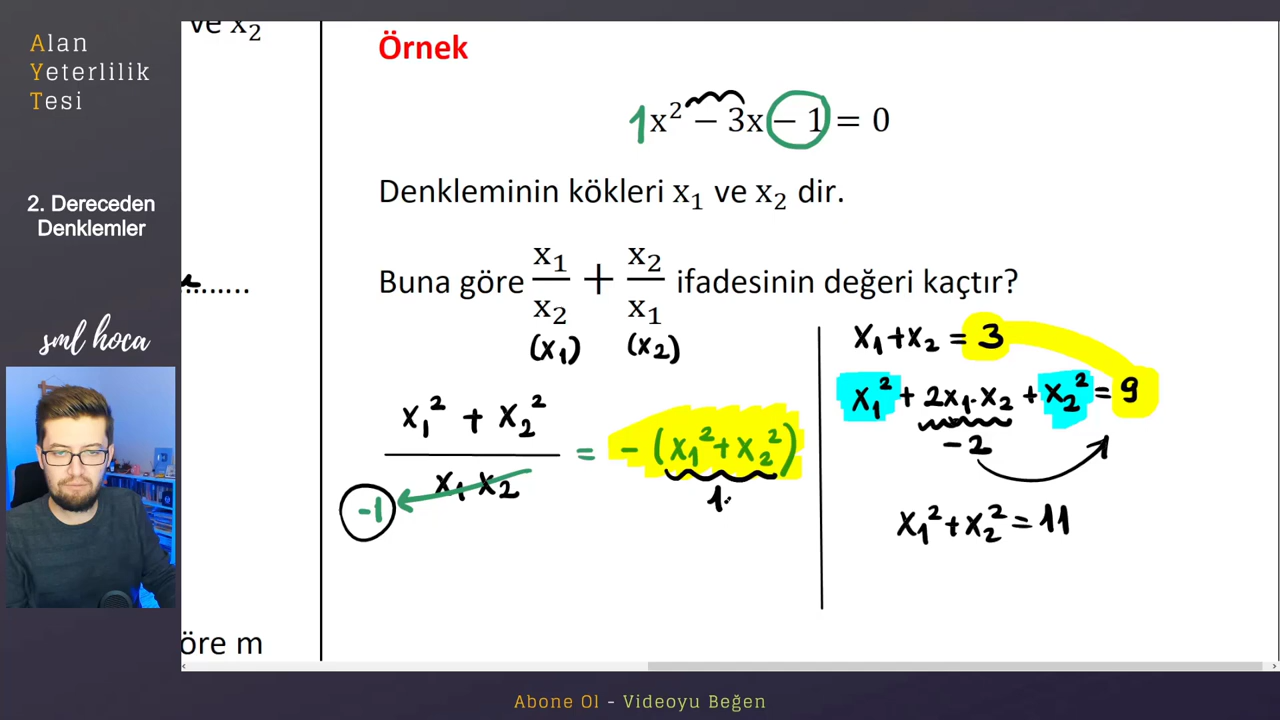 Alan
Yeterlilik
Tesi
2. Dereceden
Denklemler
sml hoca
ve x₂
........
öre m
Örnek
1x² − 3x − 1 = 0
Denkleminin kökleri x₁ ve x₂ dir.
Buna göre x₁/x₂ + x₂/x₁ ifadesinin değeri kaçtır?
(x₁) (x₂)
(x₁² + x₂²)/(x₁ x₂) = −(x₁² + x₂²)
-1
1
x₁ + x₂ = 3
x₁² + 2x₁·x₂ + x₂² = 9
−2
x₁² + x₂² = 11
Abone Ol - Videoyu Beğen